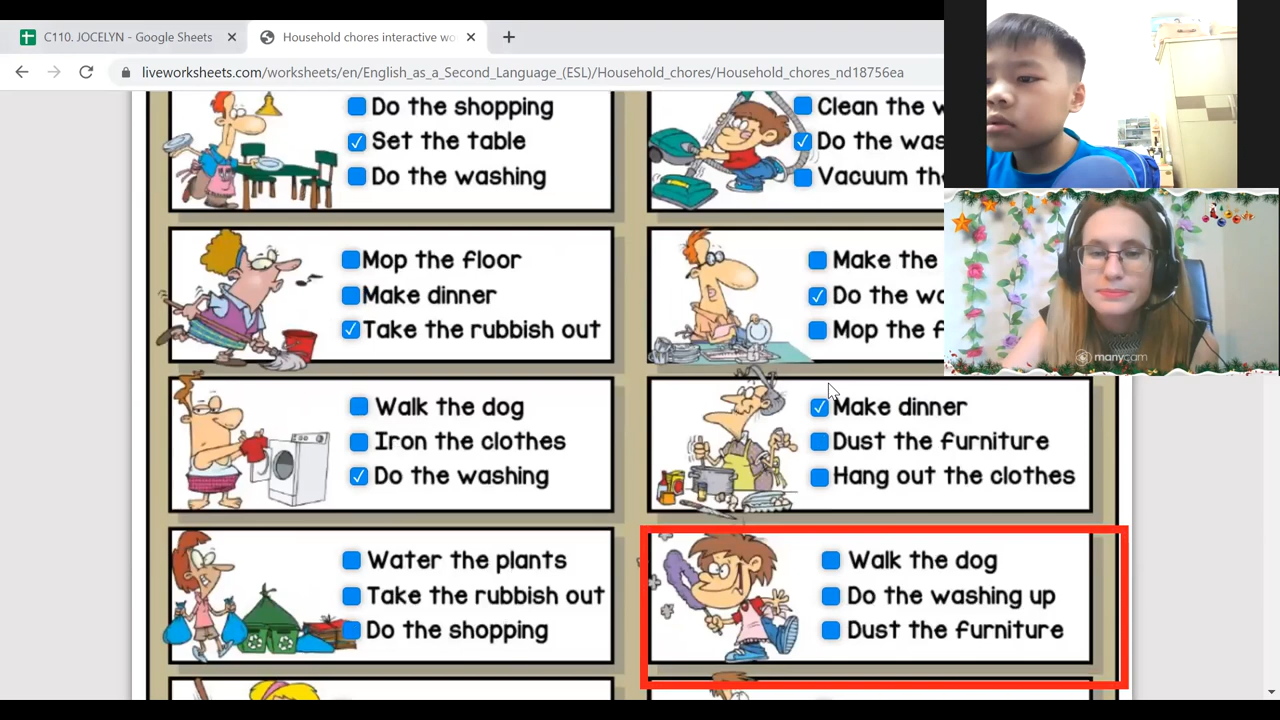 C110. JOCELYN - Google Sheets
Household chores interactive wo
liveworksheets.com/worksheets/en/English_as_a_Second_Language_(ESL)/Household_chores/Household_chores_nd18756ea
Do the shopping
Set the table
Do the washing
Clean the w
Do the was
Vacuum the
Mop the floor
Make dinner
Take the rubbish out
Make the
Do the wa
Mop the f
manycam
Walk the dog
Iron the clothes
Do the washing
Make dinner
Dust the furniture
Hang out the clothes
Water the plants
Take the rubbish out
Do the shopping
Walk the dog
Do the washing up
Dust the furniture